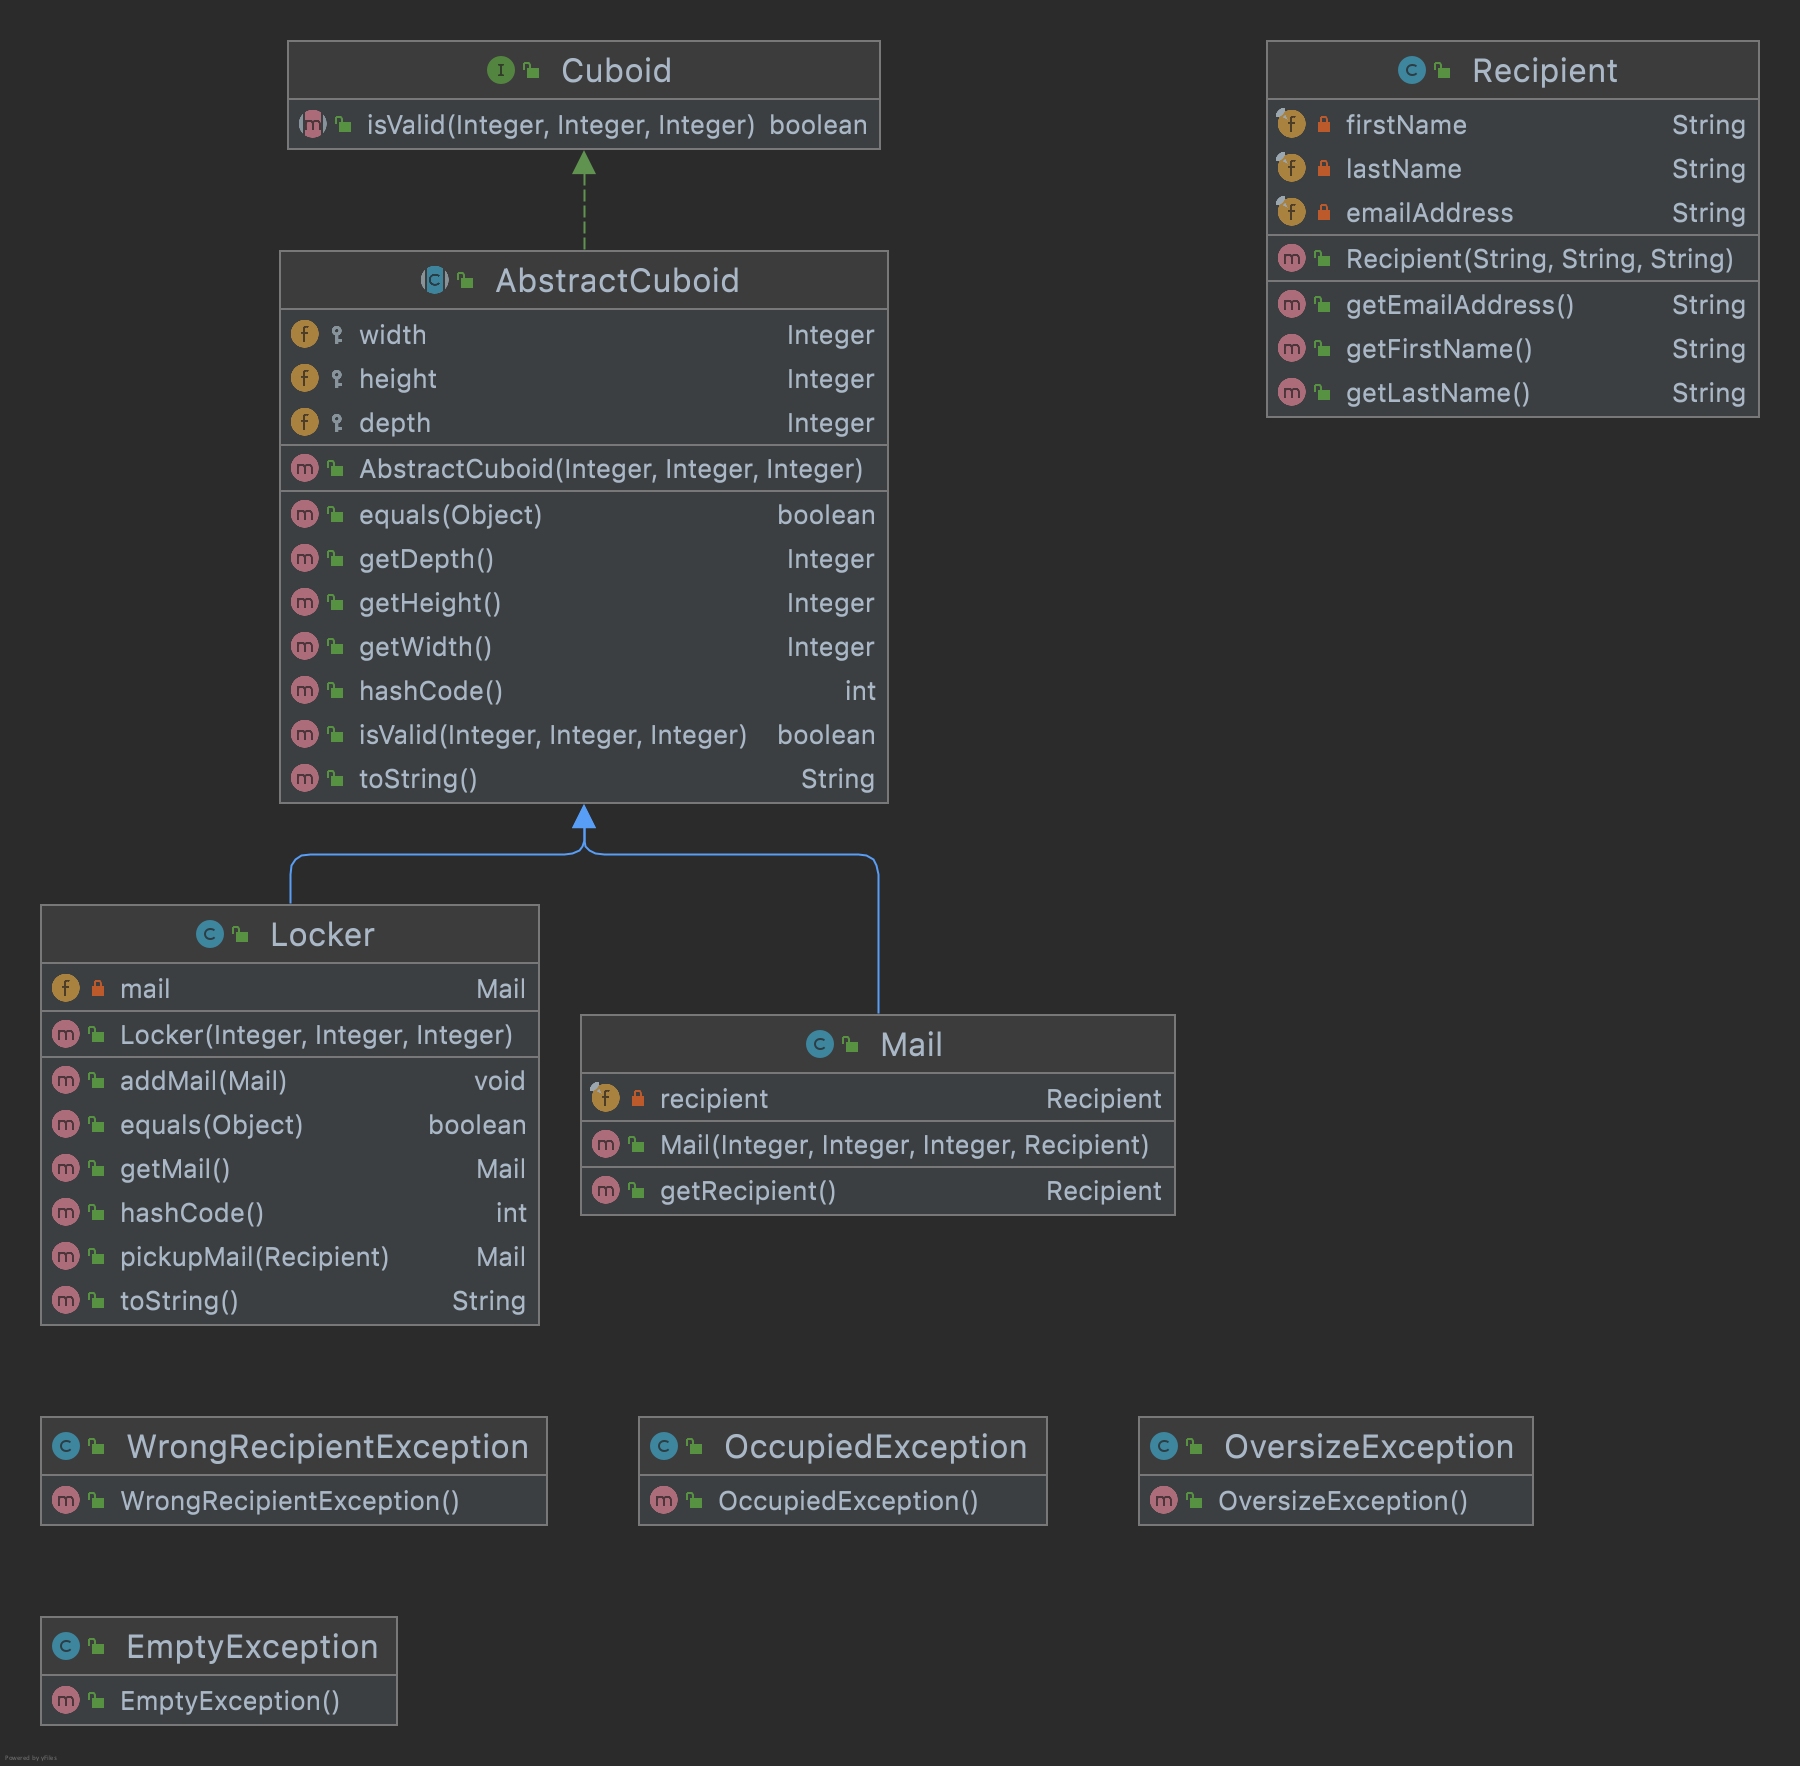 Cuboid
isValid(Integer, Integer, Integer) boolean
Recipient
firstName String
lastName String
emailAddress String
Recipient(String, String, String)
getEmailAddress() String
getFirstName() String
getLastName() String
AbstractCuboid
width Integer
height Integer
depth Integer
AbstractCuboid(Integer, Integer, Integer)
equals(Object) boolean
getDepth() Integer
getHeight() Integer
getWidth() Integer
hashCode() int
isValid(Integer, Integer, Integer) boolean
toString() String
Locker
mail Mail
Locker(Integer, Integer, Integer)
addMail(Mail) void
equals(Object) boolean
getMail() Mail
hashCode() int
pickupMail(Recipient) Mail
toString() String
Mail
recipient Recipient
Mail(Integer, Integer, Integer, Recipient)
getRecipient() Recipient
WrongRecipientException
WrongRecipientException()
OccupiedException
OccupiedException()
OversizeException
OversizeException()
EmptyException
EmptyException()
Powered by yFiles